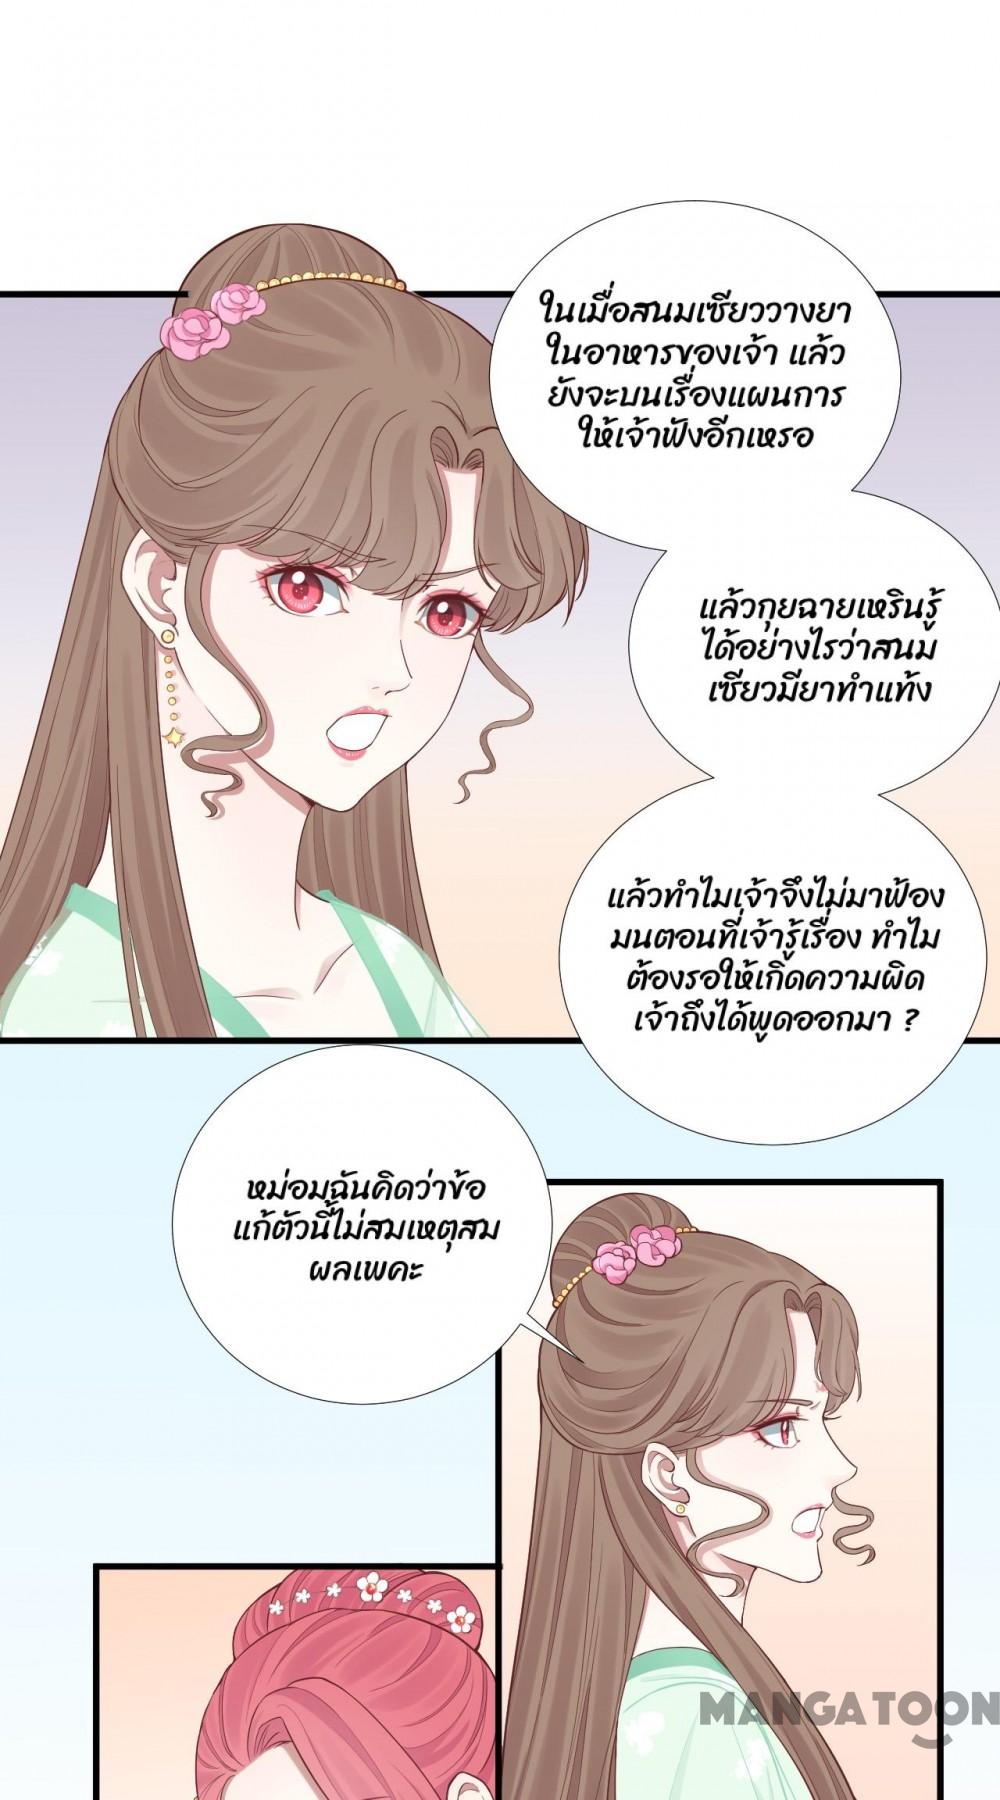 ในเมื่อสนมเซียววางยา
ในอาหารของเจ้า แล้ว
ยังจะบนเรื่องแผนการ
ให้เจ้าฟังอีกเหรอ
แล้วกุยฉายเหรินรู้
ได้อย่างไรว่าสนม
เซียวมียาทำแท้ง
แล้วทำไมเจ้าจึงไม่มาฟ้อง
มนตอนที่เจ้ารู้เรื่อง ทำไม
ต้องรอให้เกิดความผิด
เจ้าถึงได้พูดออกมา ?
หม่อมฉันคิดว่าข้อ
แก้ตัวนี้ไม่สมเหตุสม
ผลเพคะ
MANGATOON